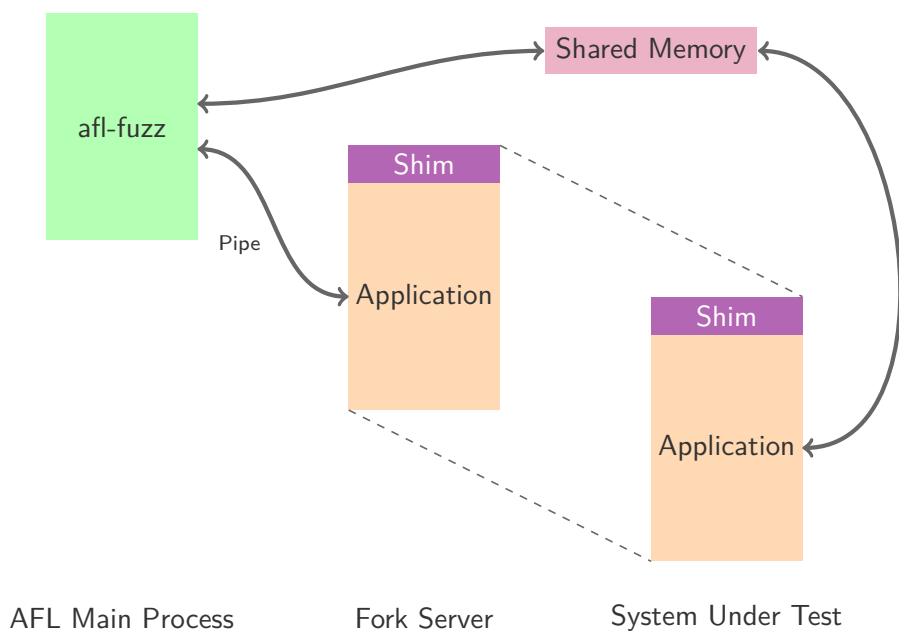 Shared Memory
afl-fuzz
Shim
Pipe
Application
Shim
Application
AFL Main Process
Fork Server
System Under Test